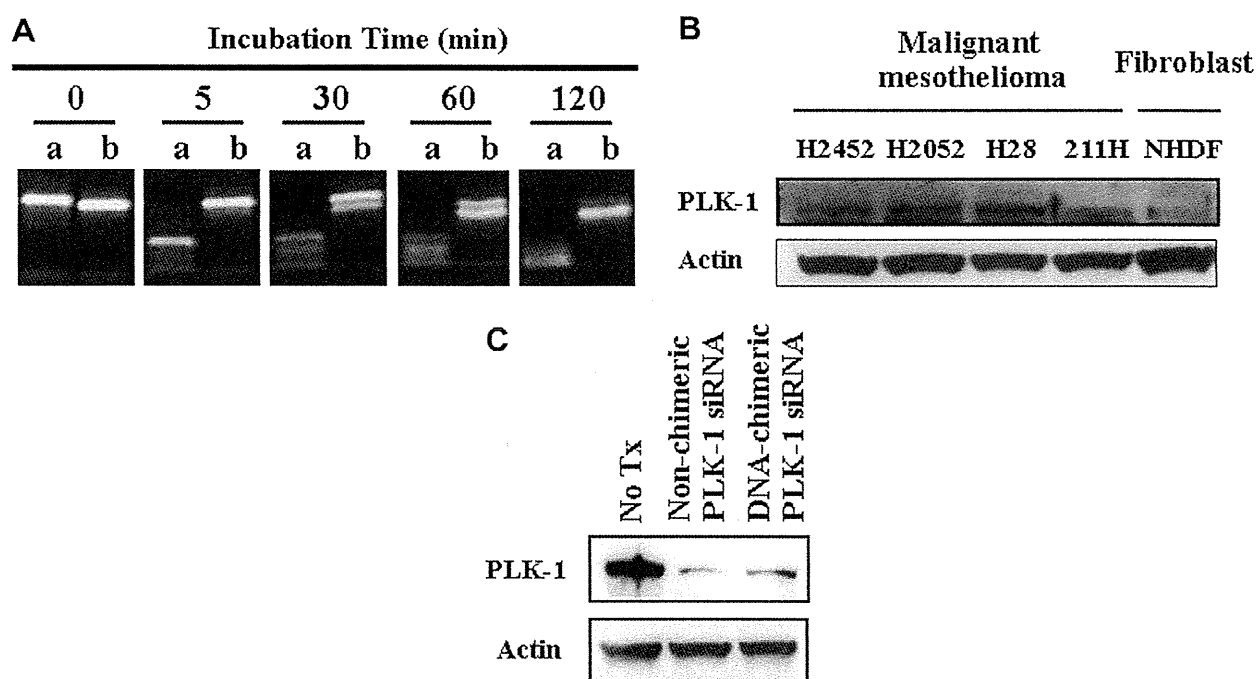 A
Incubation Time (min)
0 5 30 60 120
a b a b a b a b a b
B
Malignant
mesothelioma
Fibroblast
H2452 H2052 H28 211H NHDF
PLK-1
Actin
C
No Tx
Non-chimeric
PLK-1 siRNA
DNA-chimeric
PLK-1 siRNA
PLK-1
Actin